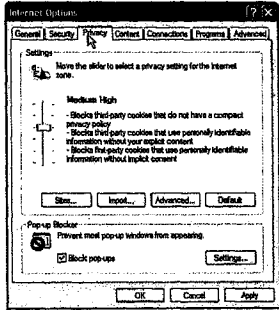 Internet Options
General Security Privacy Content Connections Programs Advanced
Settings
Move the slider to select a privacy setting for the Internet
zone.
Medium High
- Blocks third-party cookies that do not have a compact
privacy policy
- Blocks third-party cookies that use personally identifiable
information without your explicit consent
- Blocks first-party cookies that use personally identifiable
information without implicit consent
Sites... Import... Advanced... Default
Pop-up Blocker
Prevent most pop-up windows from appearing.
Block pop-ups Settings...
OK Cancel Apply